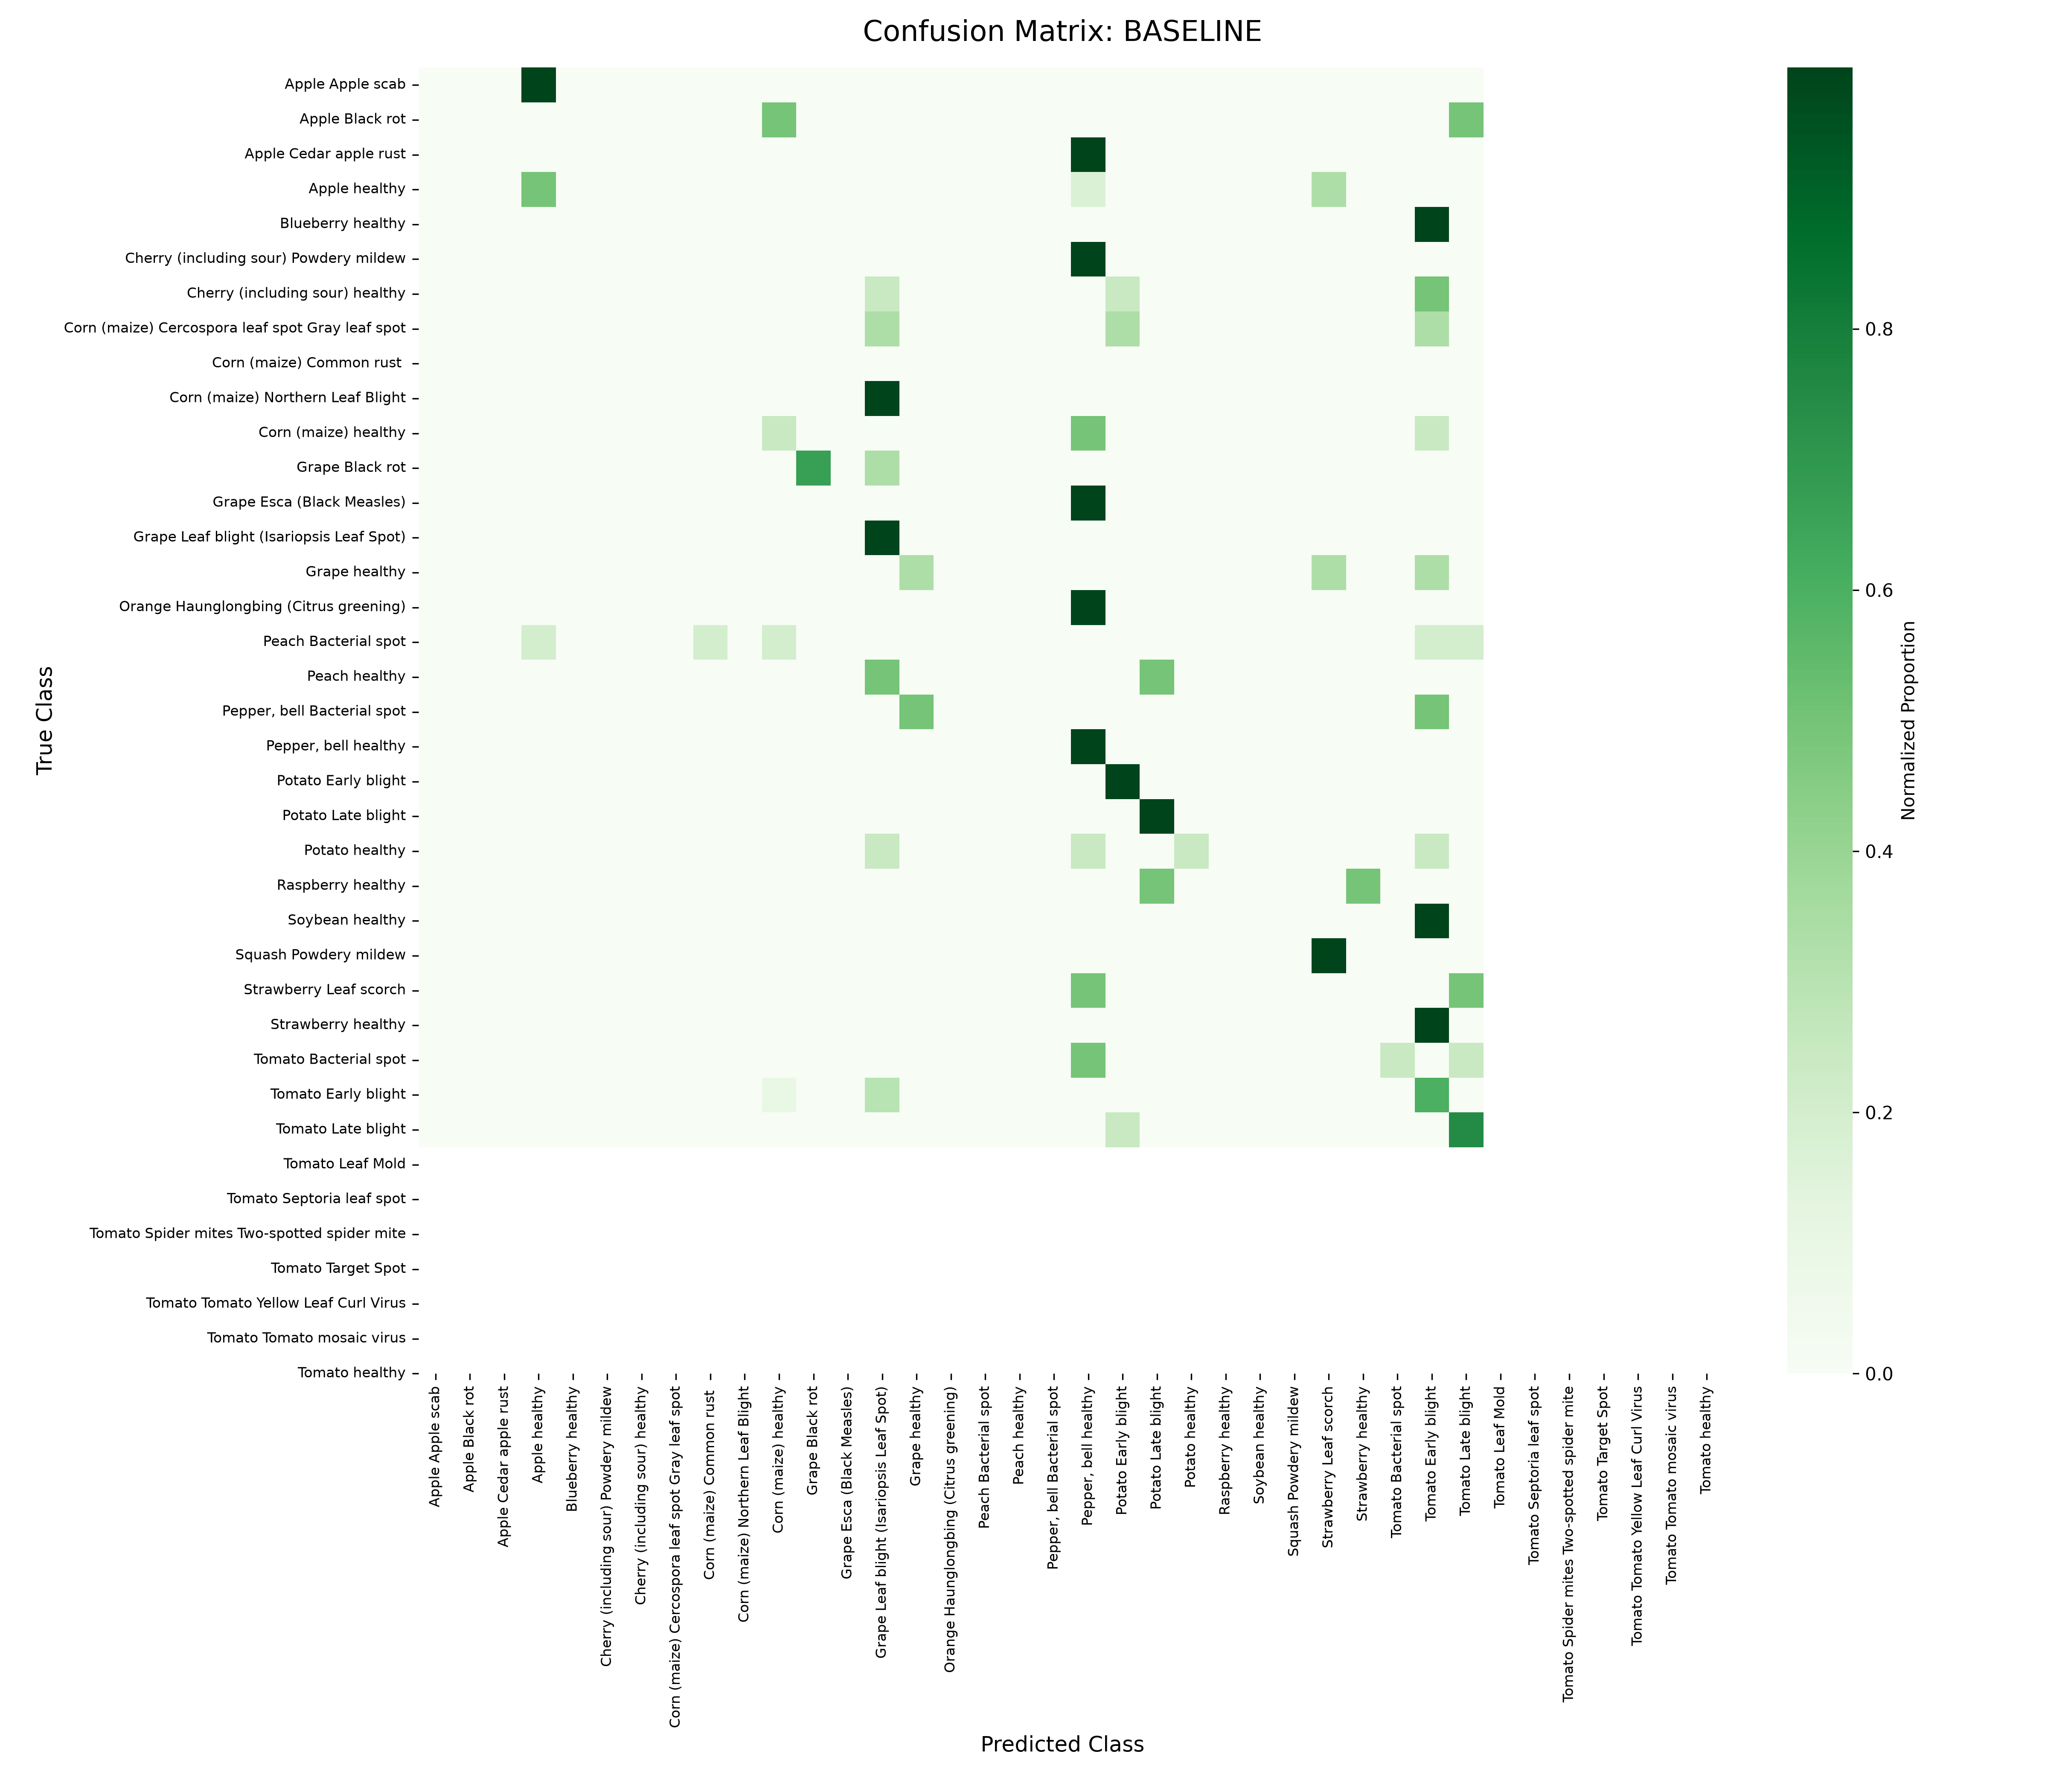 Confusion Matrix: BASELINE
True Class
Apple Apple scab
Apple Black rot
Apple Cedar apple rust
Apple healthy
Blueberry healthy
Cherry (including sour) Powdery mildew
Cherry (including sour) healthy
Corn (maize) Cercospora leaf spot Gray leaf spot
Corn (maize) Common rust
Corn (maize) Northern Leaf Blight
Corn (maize) healthy
Grape Black rot
Grape Esca (Black Measles)
Grape Leaf blight (Isariopsis Leaf Spot)
Grape healthy
Orange Haunglongbing (Citrus greening)
Peach Bacterial spot
Peach healthy
Pepper, bell Bacterial spot
Pepper, bell healthy
Potato Early blight
Potato Late blight
Potato healthy
Raspberry healthy
Soybean healthy
Squash Powdery mildew
Strawberry Leaf scorch
Strawberry healthy
Tomato Bacterial spot
Tomato Early blight
Tomato Late blight
Tomato Leaf Mold
Tomato Septoria leaf spot
Tomato Spider mites Two-spotted spider mite
Tomato Target Spot
Tomato Tomato Yellow Leaf Curl Virus
Tomato Tomato mosaic virus
Tomato healthy
Apple Apple scab
Apple Black rot
Apple Cedar apple rust
Apple healthy
Blueberry healthy
Cherry (including sour) Powdery mildew
Cherry (including sour) healthy
Corn (maize) Cercospora leaf spot Gray leaf spot
Corn (maize) Common rust
Corn (maize) Northern Leaf Blight
Corn (maize) healthy
Grape Black rot
Grape Esca (Black Measles)
Grape Leaf blight (Isariopsis Leaf Spot)
Grape healthy
Orange Haunglongbing (Citrus greening)
Peach Bacterial spot
Peach healthy
Pepper, bell Bacterial spot
Pepper, bell healthy
Potato Early blight
Potato Late blight
Potato healthy
Raspberry healthy
Soybean healthy
Squash Powdery mildew
Strawberry Leaf scorch
Strawberry healthy
Tomato Bacterial spot
Tomato Early blight
Tomato Late blight
Tomato Leaf Mold
Tomato Septoria leaf spot
Tomato Spider mites Two-spotted spider mite
Tomato Target Spot
Tomato Tomato Yellow Leaf Curl Virus
Tomato Tomato mosaic virus
Tomato healthy
Predicted Class
0.8
0.6
0.4
0.2
0.0
Normalized Proportion